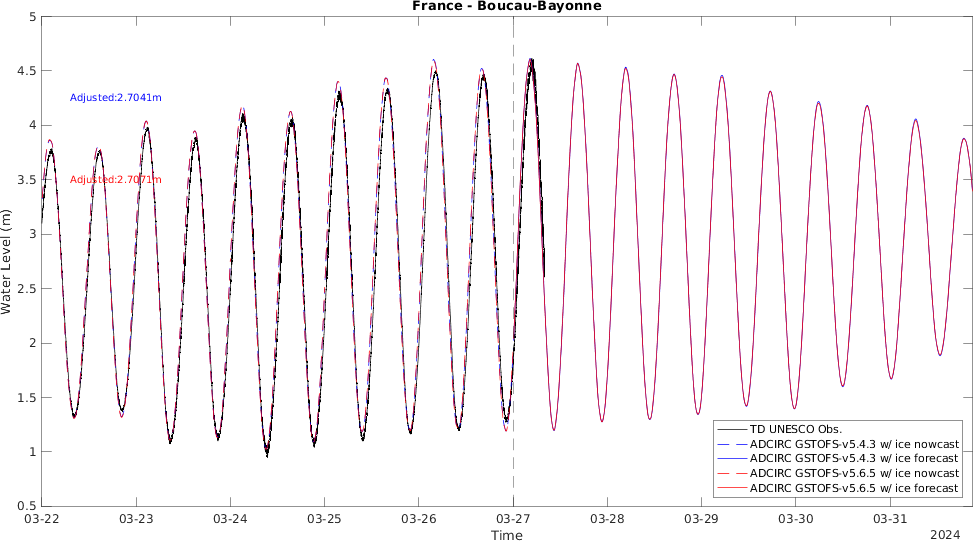 France - Boucau-Bayonne
5
4.5
4
3.5
3
2.5
2
1.5
1
0.5
Water Level (m)
Adjusted:2.7041m
Adjusted:2.7071m
TD UNESCO Obs.
ADCIRC GSTOFS-v5.4.3 w/ ice nowcast
ADCIRC GSTOFS-v5.4.3 w/ ice forecast
ADCIRC GSTOFS-v5.6.5 w/ ice nowcast
ADCIRC GSTOFS-v5.6.5 w/ ice forecast
03-22 03-23 03-24 03-25 03-26 03-27 03-28 03-29 03-30 03-31
Time
2024